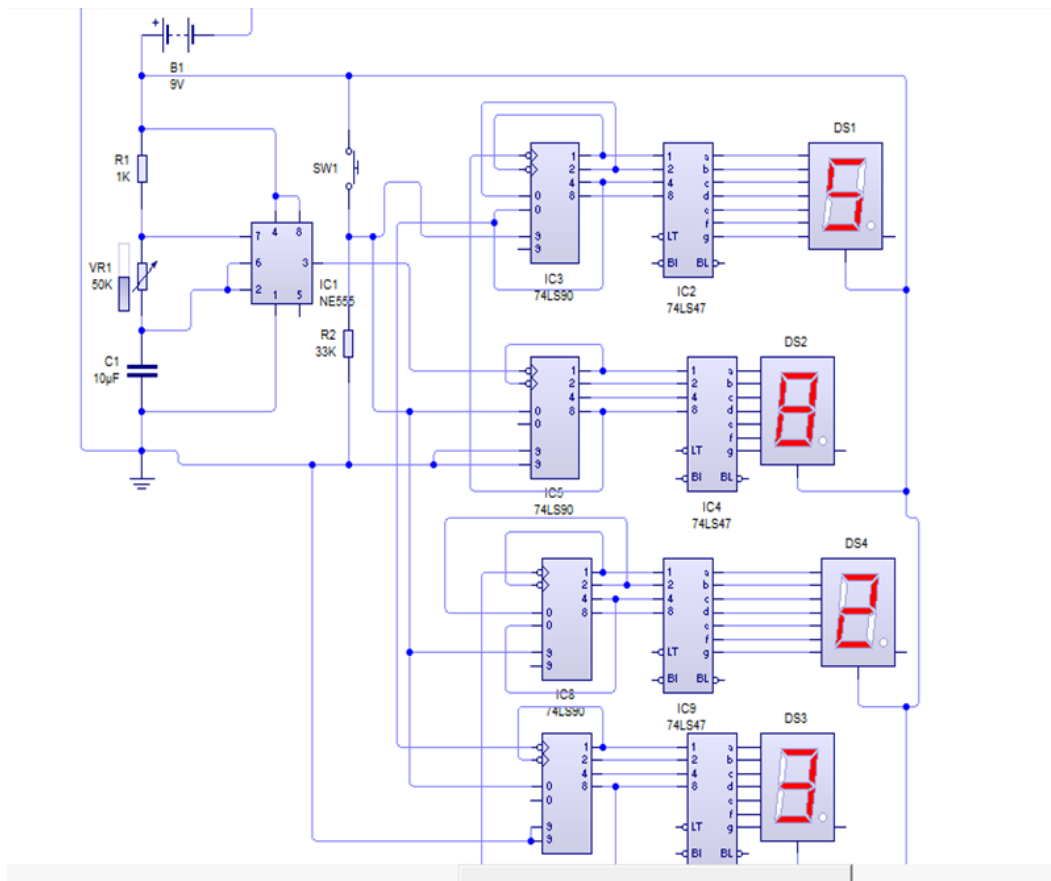 B1
9V
R1
1K
VR1
50K
C1
10µF
7 4 8
6 3
2 1 5
IC1
NE555
SW1
R2
33K
1
2
0 4
0 8
9
9
IC3
74LS90
1 a
2 b
4 c
8 d
e
f
LT g
BI BL
IC2
74LS47
DS1
1
2
4
0 8
0
9
9
IC5
74LS90
1 a
2 b
4 c
8 d
e
f
LT g
BI BL
IC4
74LS47
DS2
1
2
4
0 8
0
9
9
IC8
74LS90
1 a
2 b
4 c
8 d
e
f
LT g
BI BL
IC9
74LS47
DS4
1
2
4
0 8
0
9
9
1 a
2 b
4 c
8 d
e
f
LT g
BI BL
DS3